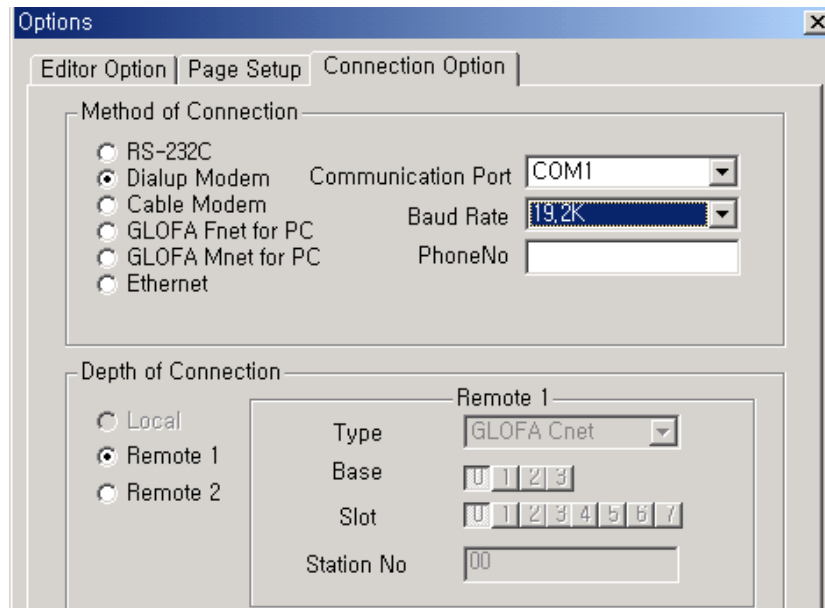 Options
Editor Option Page Setup Connection Option
Method of Connection
RS-232C
Dialup Modem Communication Port COM1
Cable Modem Baud Rate 19,2K
GLOFA Fnet for PC PhoneNo
GLOFA Mnet for PC
Ethernet
Depth of Connection
Remote 1
Local Type GLOFA Cnet
Remote 1 Base 0 1 2 3
Remote 2 Slot 0 1 2 3 4 5 6 7
Station No 00